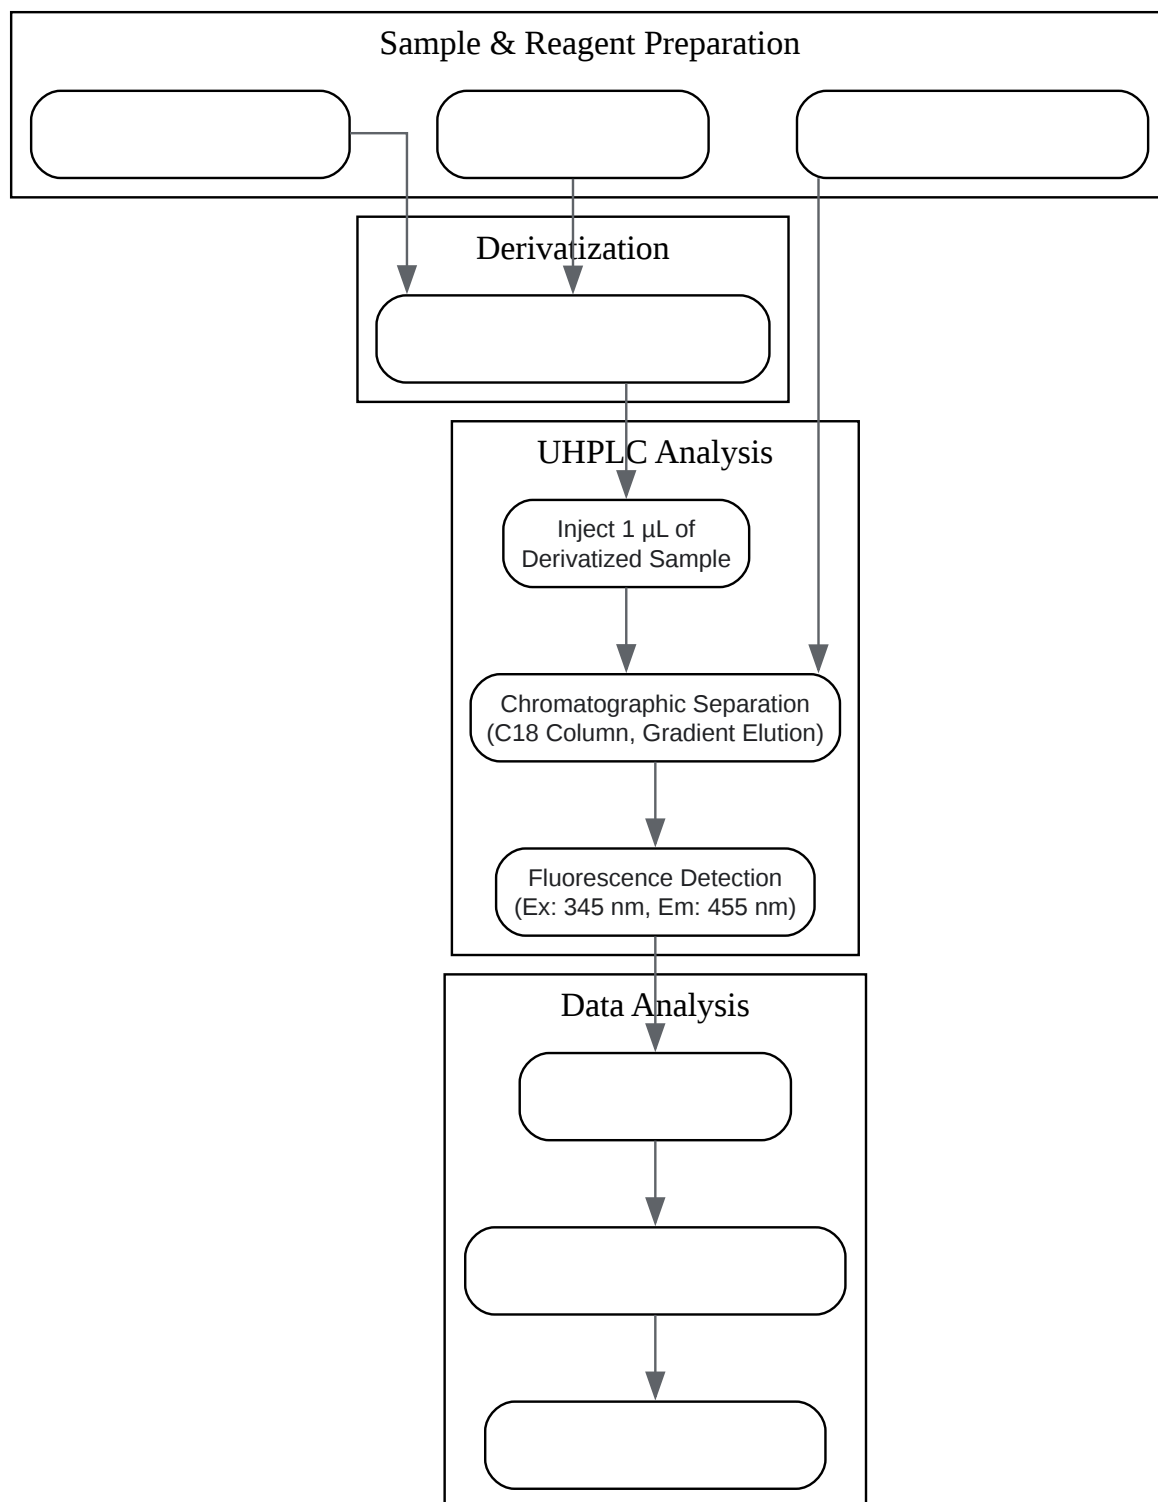 Sample & Reagent Preparation
Derivatization
UHPLC Analysis
Inject 1 µL of
Derivatized Sample
Chromatographic Separation
(C18 Column, Gradient Elution)
Fluorescence Detection
(Ex: 345 nm, Em: 455 nm)
Data Analysis